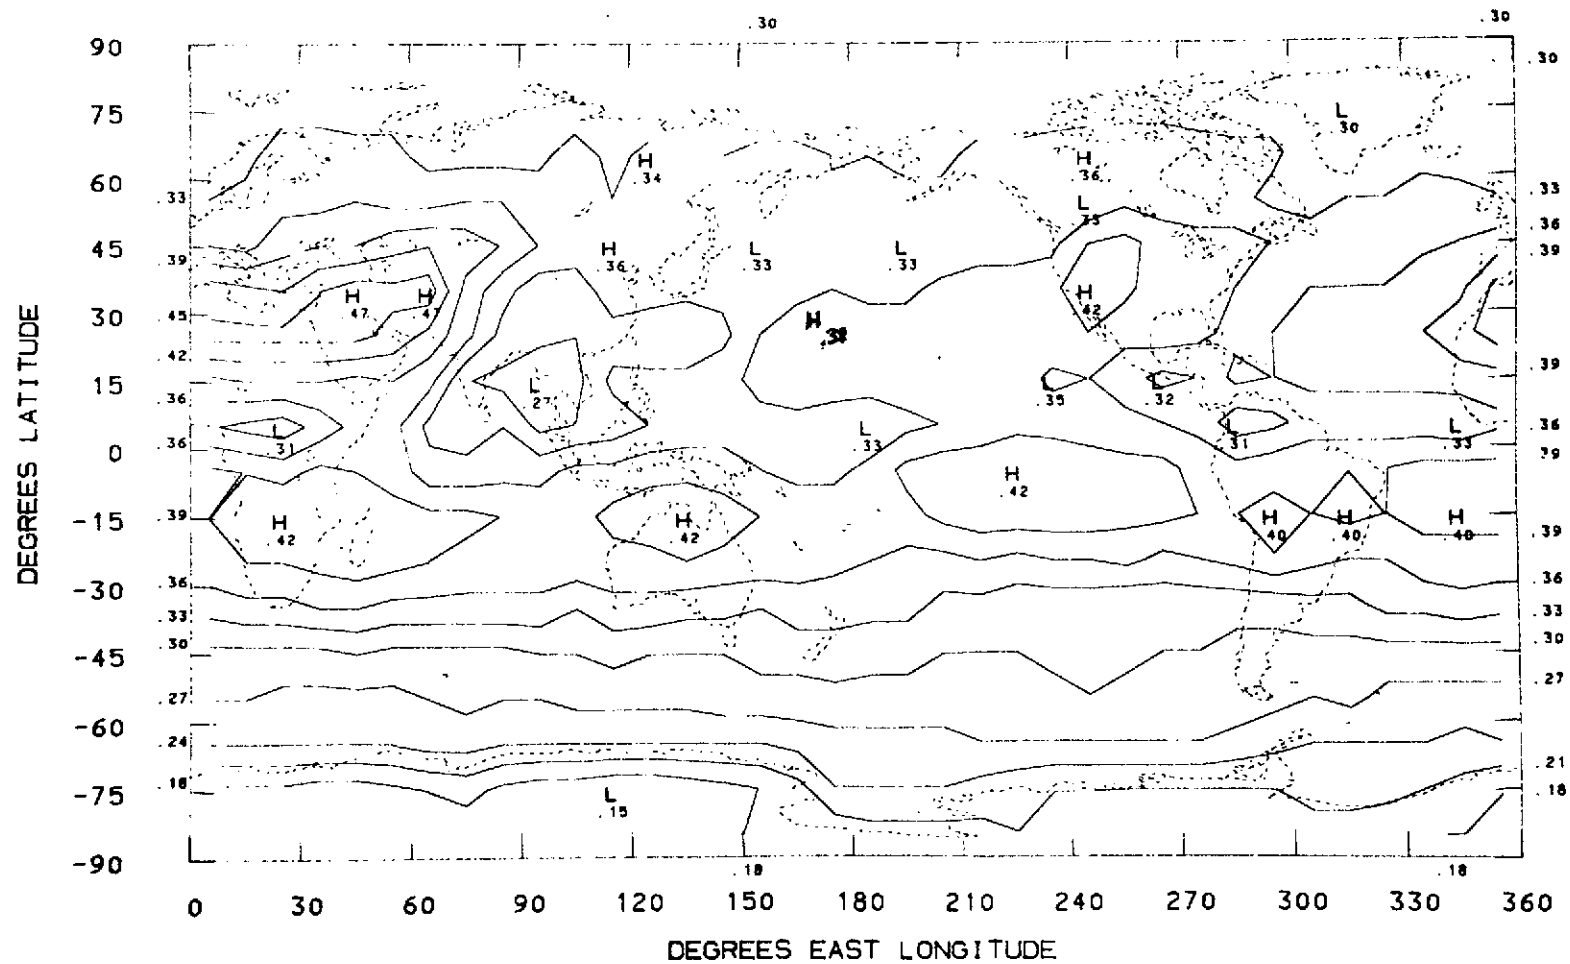 .30 .30
90 .30
75 L .30
60 H .34 H .36
.33 L .33 .33
.36
45 .39 H .36 L .33 L .33 .39
30 H .47 H .47 H H .42
.45
.42 .39
15 L .27 L .35 L .32
.36
L .31 L .33 L .31 L .33 .36
0 .36 .39
H .42
-15 .39 H .42 H .42 H .40 H .40 H .40 .39
-30 .36 .36
.33 .33
-45 .30 .30
.27 .27
-60
.24 .21
-75 .18 L .15 .18
-90
.18 .18
0 30 60 90 120 150 180 210 240 270 300 330 360
DEGREES EAST LONGITUDE
DEGREES LATITUDE